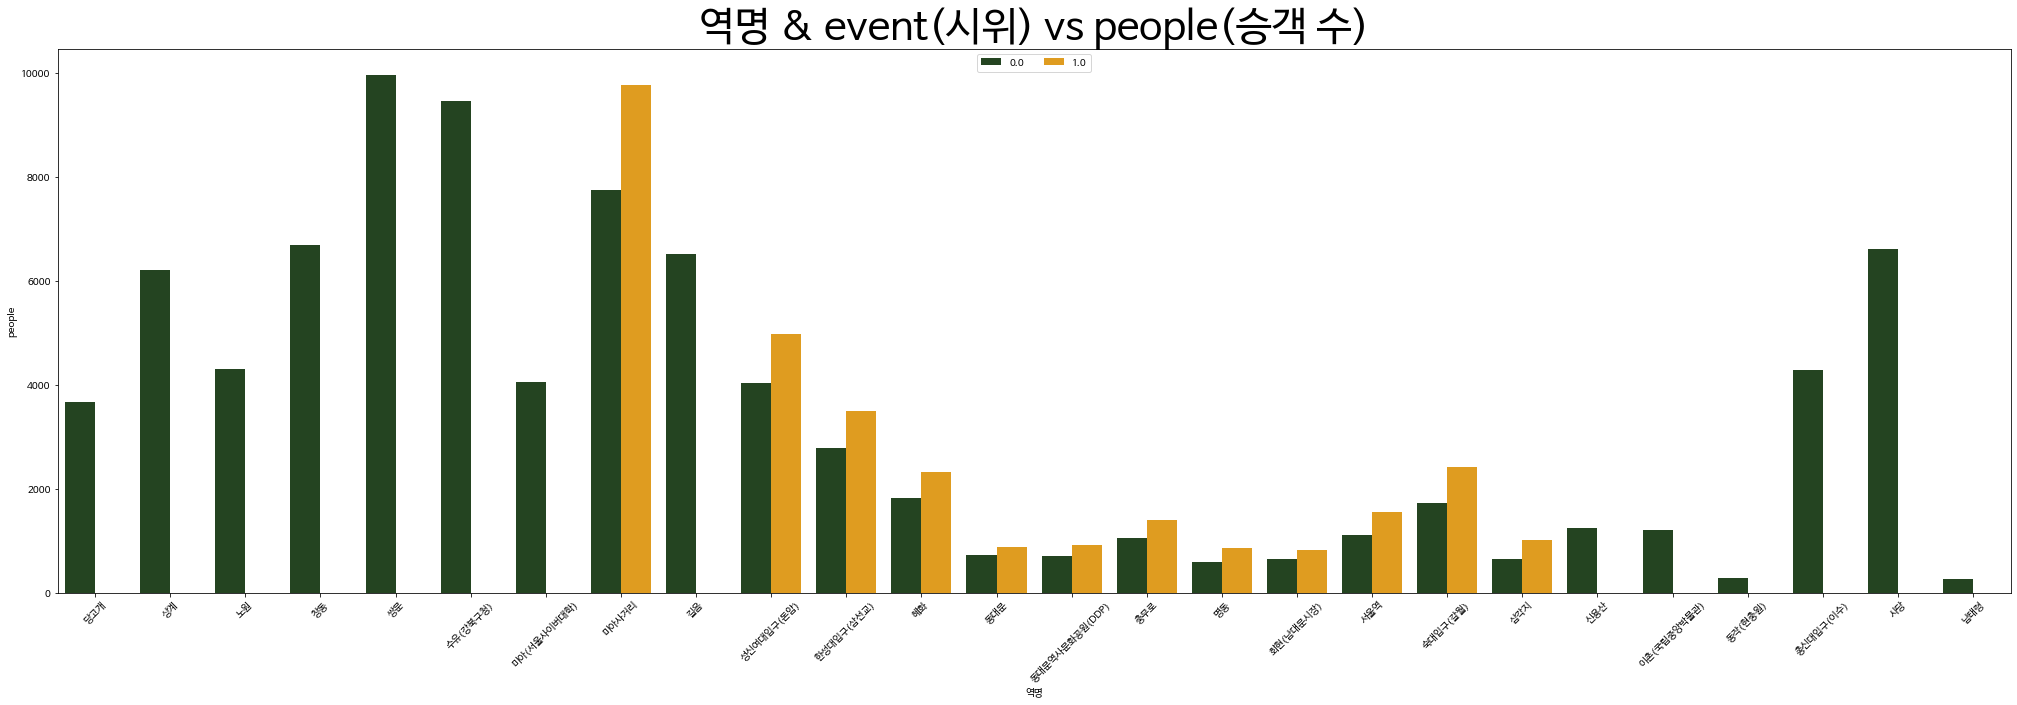 역명 & event(시위) vs people(승객 수)
0.0 1.0
10000
8000
6000
4000
2000
0
people
당고개
상계
노원
창동
쌍문
수유(강북구청)
미아(서울사이버대학)
미아사거리
길음
성신여대입구(돈암)
한성대입구(삼선교)
혜화
동대문
동대문역사문화공원(DDP)
충무로
명동
회현(남대문시장)
서울역
숙대입구(갈월)
삼각지
신용산
이촌(국립중앙박물관)
동작(현충원)
총신대입구(이수)
사당
남태령
역명